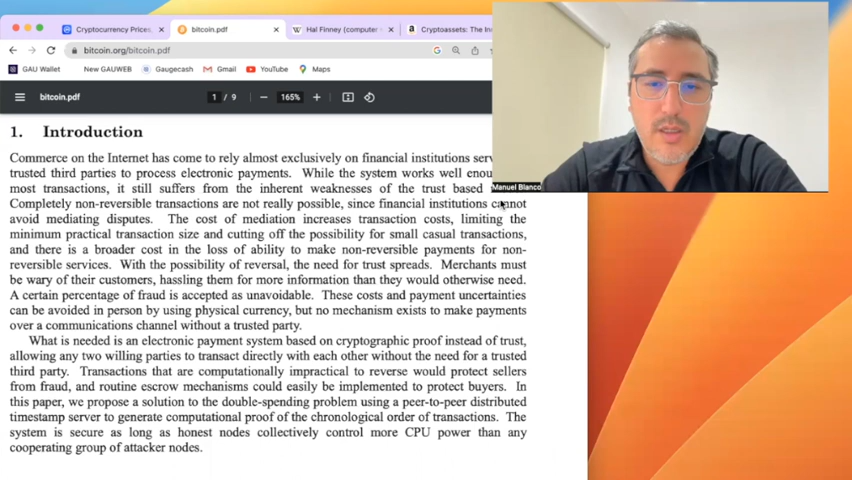 Cryptocurrency Prices,
bitcoin.pdf
Hal Finney (computer
Cryptoassets: The In
bitcoin.org/bitcoin.pdf
GAU Wallet
New GAUWEB
Gaugecash
Gmail
YouTube
Maps
bitcoin.pdf
1 / 9
165%
Manuel Blanco
1. Introduction
Commerce on the Internet has come to rely almost exclusively on financial institutions
trusted third parties to process electronic payments. While the system works well
most transactions, it still suffers from the inherent weaknesses of the trust based
Completely non-reversible transactions are not really possible, since financial institutions cannot
avoid mediating disputes. The cost of mediation increases transaction costs, limiting the
minimum practical transaction size and cutting off the possibility for small casual transactions,
and there is a broader cost in the loss of ability to make non-reversible payments for non-
reversible services. With the possibility of reversal, the need for trust spreads. Merchants must
be wary of their customers, hassling them for more information than they would otherwise need.
A certain percentage of fraud is accepted as unavoidable. These costs and payment uncertainties
can be avoided in person by using physical currency, but no mechanism exists to make payments
over a communications channel without a trusted party.
What is needed is an electronic payment system based on cryptographic proof instead of trust,
allowing any two willing parties to transact directly with each other without the need for a trusted
third party. Transactions that are computationally impractical to reverse would protect sellers
from fraud, and routine escrow mechanisms could easily be implemented to protect buyers. In
this paper, we propose a solution to the double-spending problem using a peer-to-peer distributed
timestamp server to generate computational proof of the chronological order of transactions. The
system is secure as long as honest nodes collectively control more CPU power than any
cooperating group of attacker nodes.